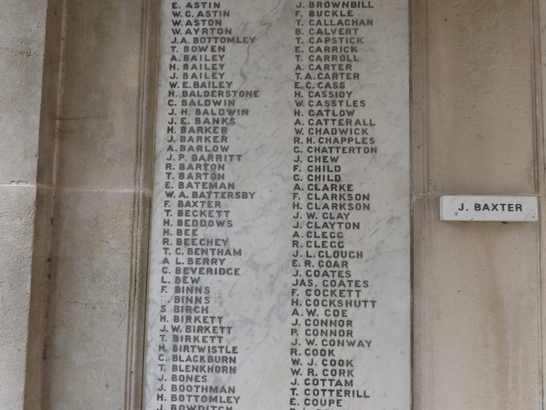 E. ASTIN
W. G. ASTIN
W. ASTON
W. AYRTON
J. A. BOTTOMLEY
T. BOWEN
A. BAILEY
H. BAILEY
J. BAILEY
W. E. BAILEY
H. BALDERSTONE
C. BALDWIN
J. BALDWIN
J. E. BANKS
H. BARKER
J. H. BARKER
A. BARLOW
J. P. BARRITT
R. BARTON
T. BARTON
E. BATEMAN
W. A. BATTERSBY
F. BAXTER
T. BECKETT
H. BEDDOWS
H. BEE
R. BEECHEY
T. C. BENTHAM
A L. BERRY
C. BEVERIDGE
L. BEW
F. BINNS
BINNS
S BIRCH
H. BIRKETT
J. W. BIRKETT
T. BIRKETT
H. BIRTWISTLE
C. BLACKBURN
T. BLENKHORN
J. BONES
J. BOOTHMAN
H. BOTTOMLEY
J. BOWDITCH
J. BROWNBILL
F. BUCKLE
T. CALLAGHAN
B. CALVERT
T. CAPSTICK
E. CARRICK
T. CARROLL
A. CARTER
T. A. CARTER
E. C. CASS
H. CASSIDY
W. CASSTLES
H. CATLOW
A. CATTERALL
W. CHADWICK
R. H. CHAPPLES
C. CHATTERTON
J. CHEW
F. CHILD
G. CHILD
A. CLARKE
F. CLARKSON
H. CLARKSON
J. W. CLAY
J. CLAYTON
A. CLEGG
R. CLEGG
J. L. CLOUGH
E. R. COAR
J. COATES
JAS. COATES
F. COCKETT
H. COCKSHUTT
A. W. COE
J. CONNOR
P. CONNOR
J. W. CONWAY
R. COOK
W. J. COOK
W. R. CORK
J. COTTAM
T. COTTERILL
E. COUPE
J. BAXTER